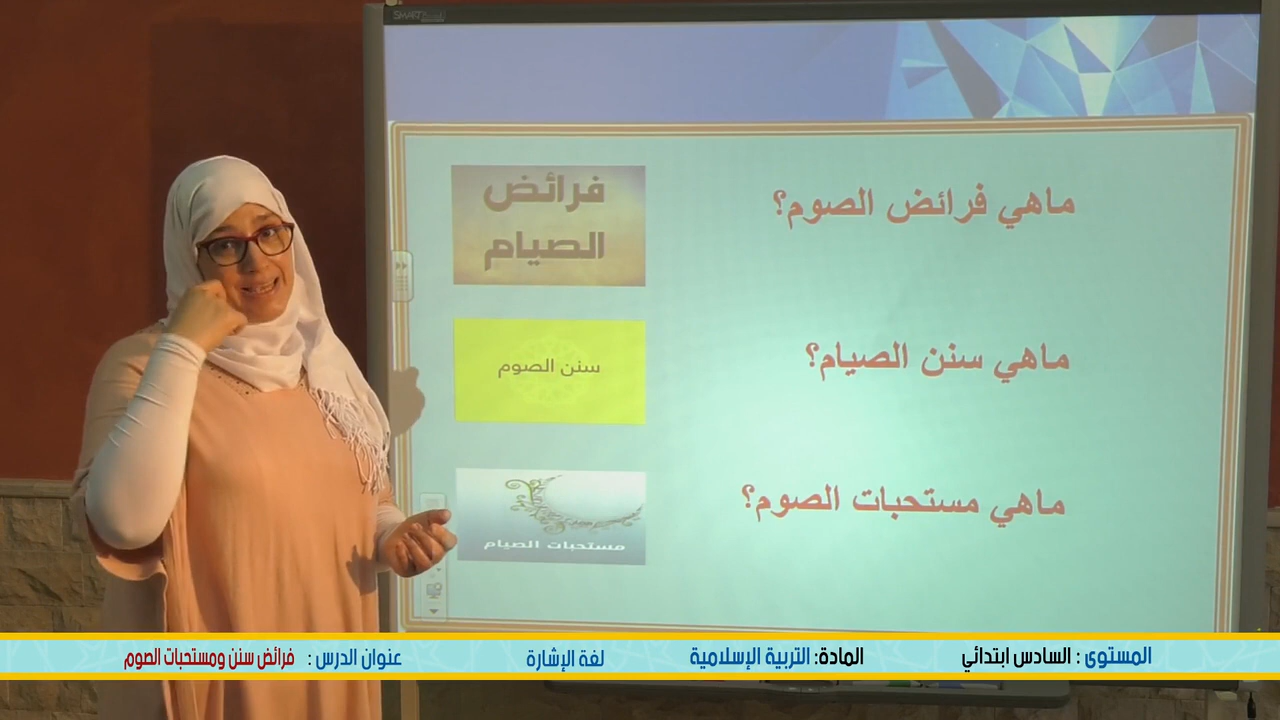 SMART
ماهي فرائض الصوم؟
فرائض
الصيام
ماهي سنن الصيام؟
سنن الصوم
ماهي مستحبات الصوم؟
مستحبات الصيام
المستوى : السادس ابتدائي
المادة: التربية الإسلامية
لغة الإشارة
عنوان الدرس : فرائض سنن ومستحبات الصوم